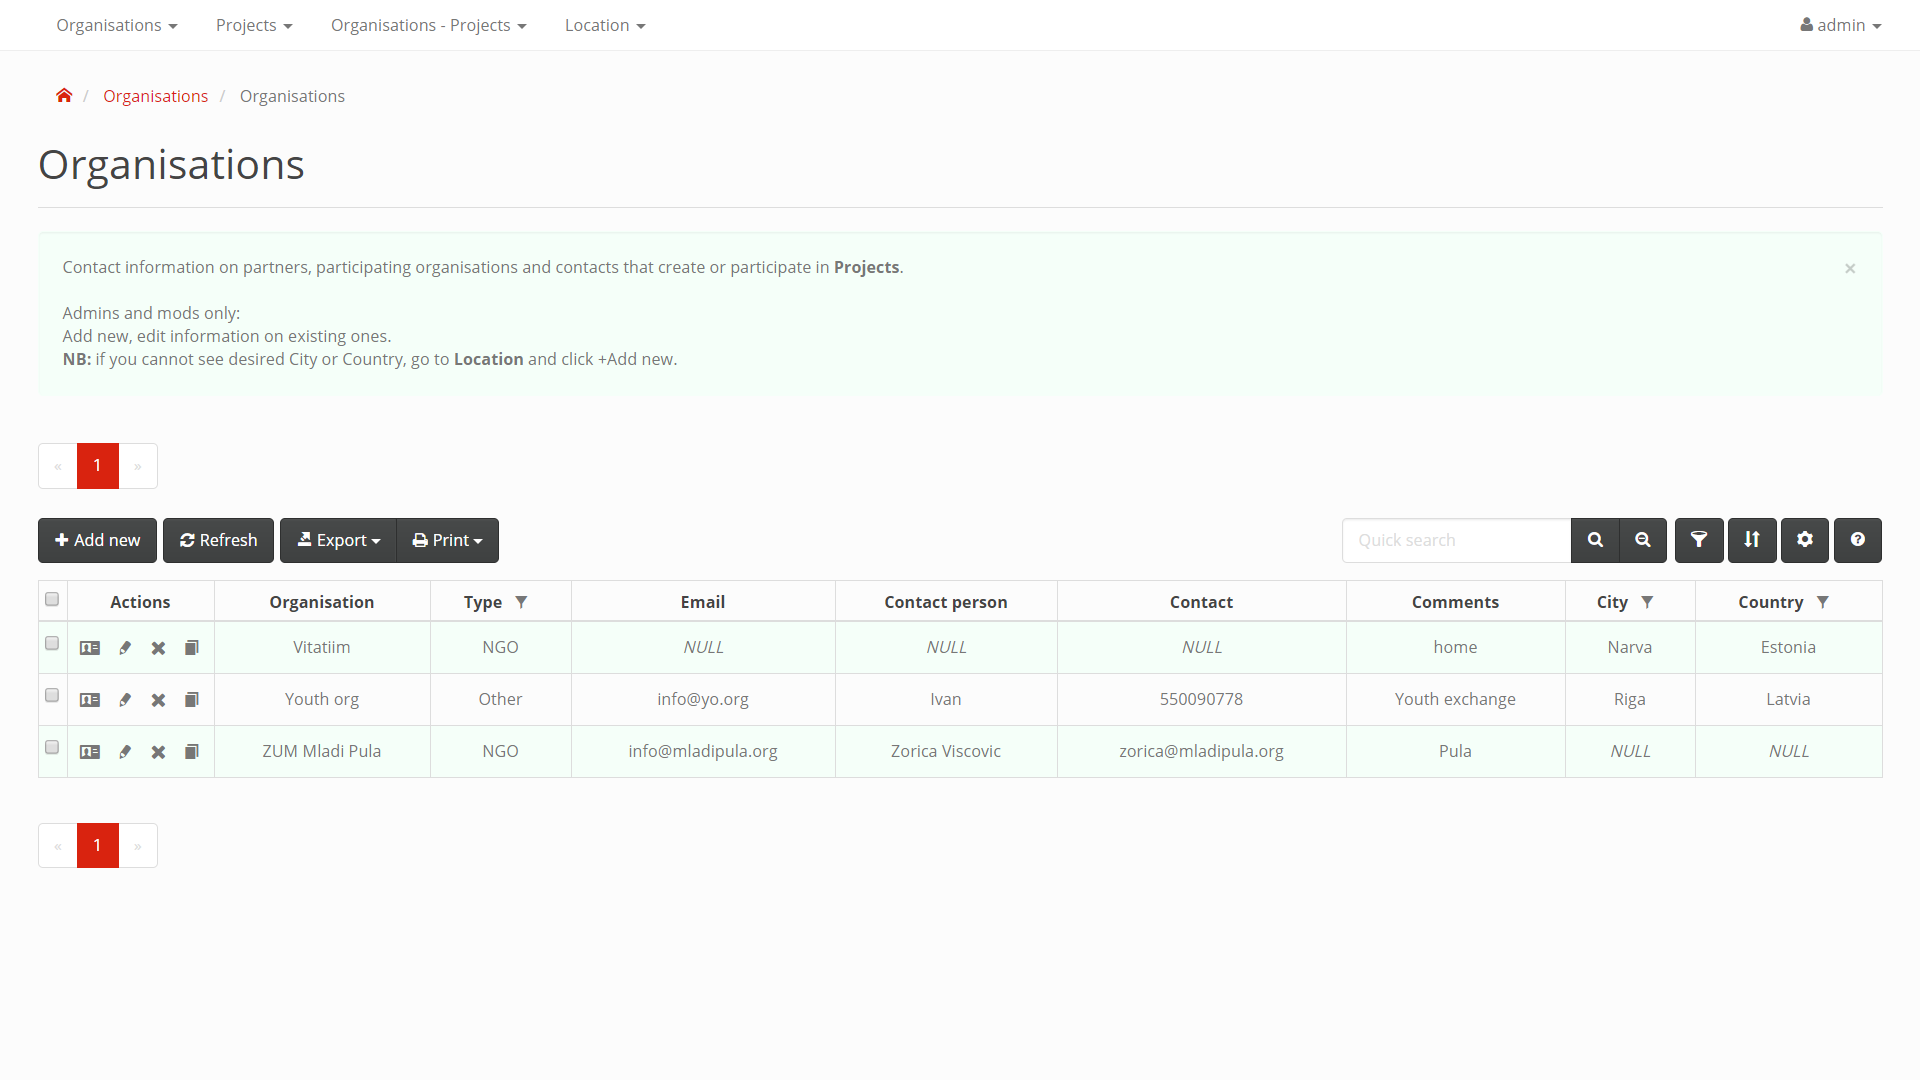 Organisations Projects Organisations - Projects Location admin
/ Organisations / Organisations
Organisations
Contact information on partners, participating organisations and contacts that create or participate in Projects. ×
Admins and mods only:
Add new, edit information on existing ones.
NB: if you cannot see desired City or Country, go to Location and click +Add new.
« 1 »
Add new Refresh Export Print Quick search
Actions Organisation Type Email Contact person Contact Comments City Country
Vitatiim NGO NULL NULL NULL home Narva Estonia
Youth org Other info@yo.org Ivan 550090778 Youth exchange Riga Latvia
ZUM Mladi Pula NGO info@mladipula.org Zorica Viscovic zorica@mladipula.org Pula NULL NULL
« 1 »